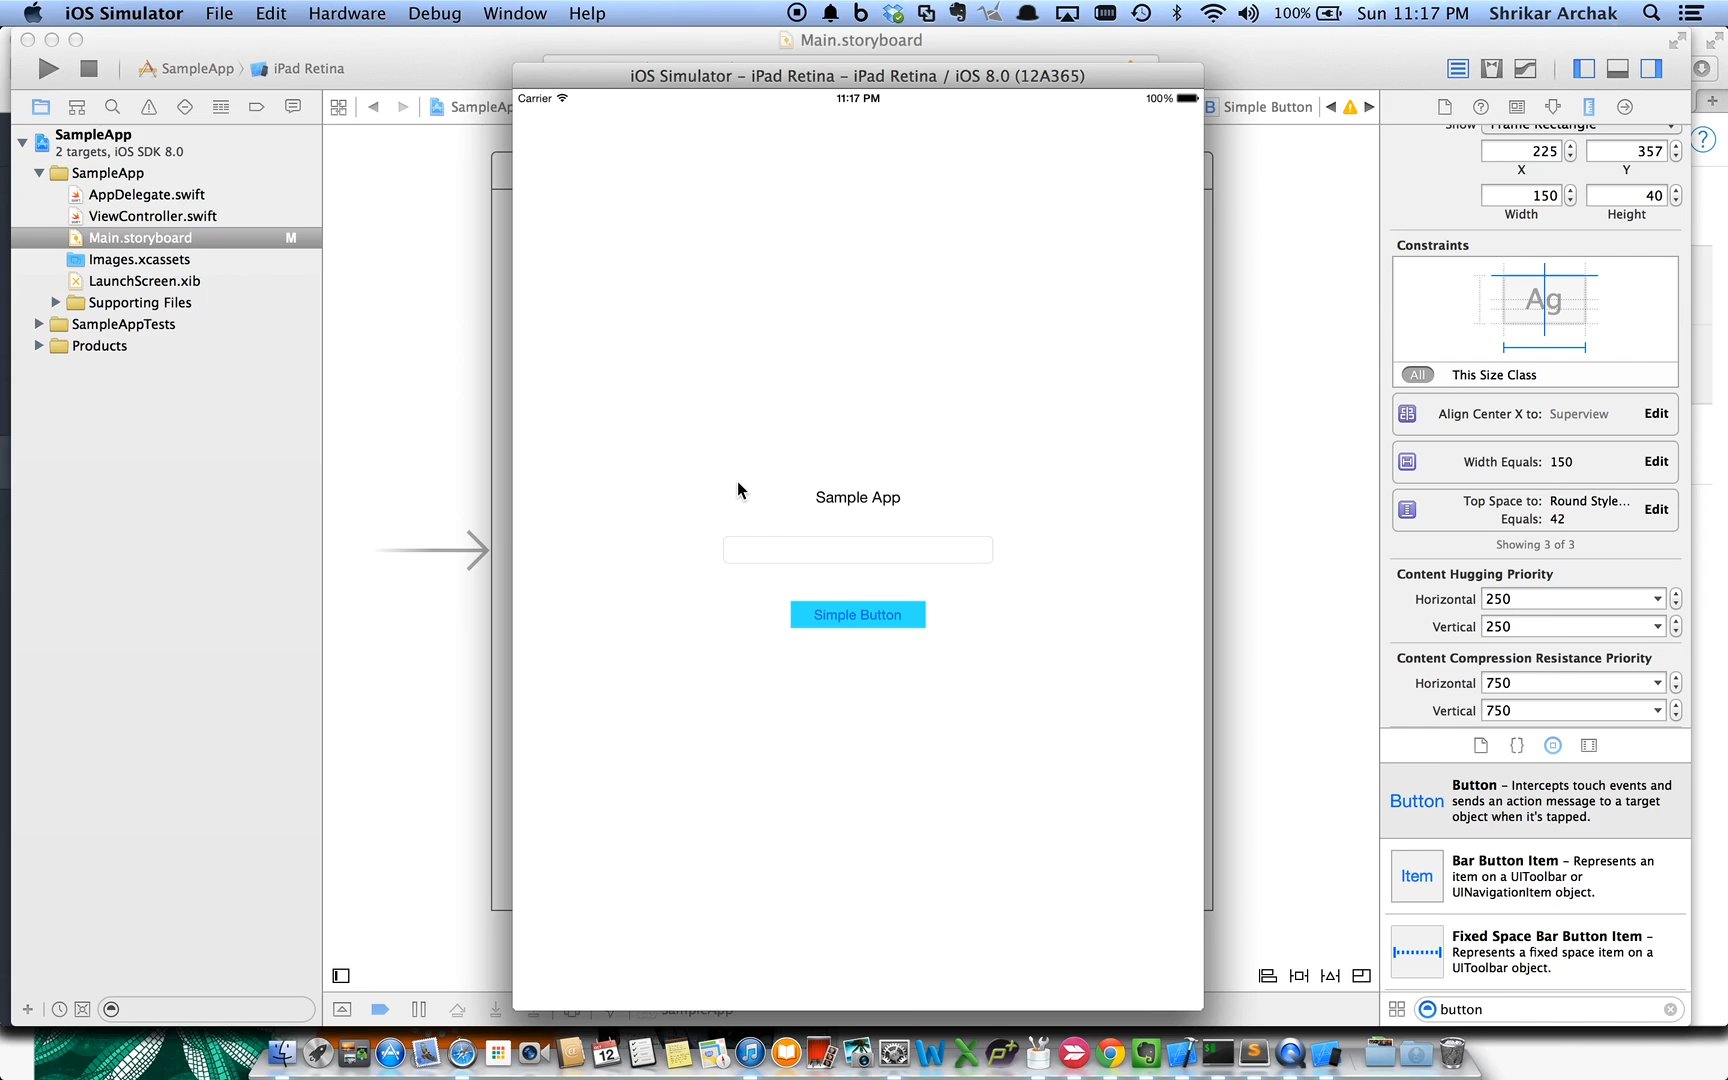 iOS Simulator File Edit Hardware Debug Window Help 100% Sun 11:17 PM Shrikar Archak
Main.storyboard
SampleApp iPad Retina
iOS Simulator – iPad Retina – iPad Retina / iOS 8.0 (12A365)
Carrier 11:17 PM 100%
SampleAp Simple Button
SampleApp
2 targets, iOS SDK 8.0
SampleApp
AppDelegate.swift
ViewController.swift
Main.storyboard M
Images.xcassets
LaunchScreen.xib
Supporting Files
SampleAppTests
Products
Sample App
Simple Button
Show Frame Rectangle
225 357
X Y
150 40
Width Height
Constraints
Ag
All This Size Class
Align Center X to: Superview Edit
Width Equals: 150 Edit
Top Space to: Round Style... Edit
Equals: 42
Showing 3 of 3
Content Hugging Priority
Horizontal 250
Vertical 250
Content Compression Resistance Priority
Horizontal 750
Vertical 750
Button Button – Intercepts touch events and
sends an action message to a target
object when it's tapped.
Item Bar Button Item – Represents an
item on a UIToolbar or
UINavigationItem object.
Fixed Space Bar Button Item –
Represents a fixed space item on a
UIToolbar object.
button